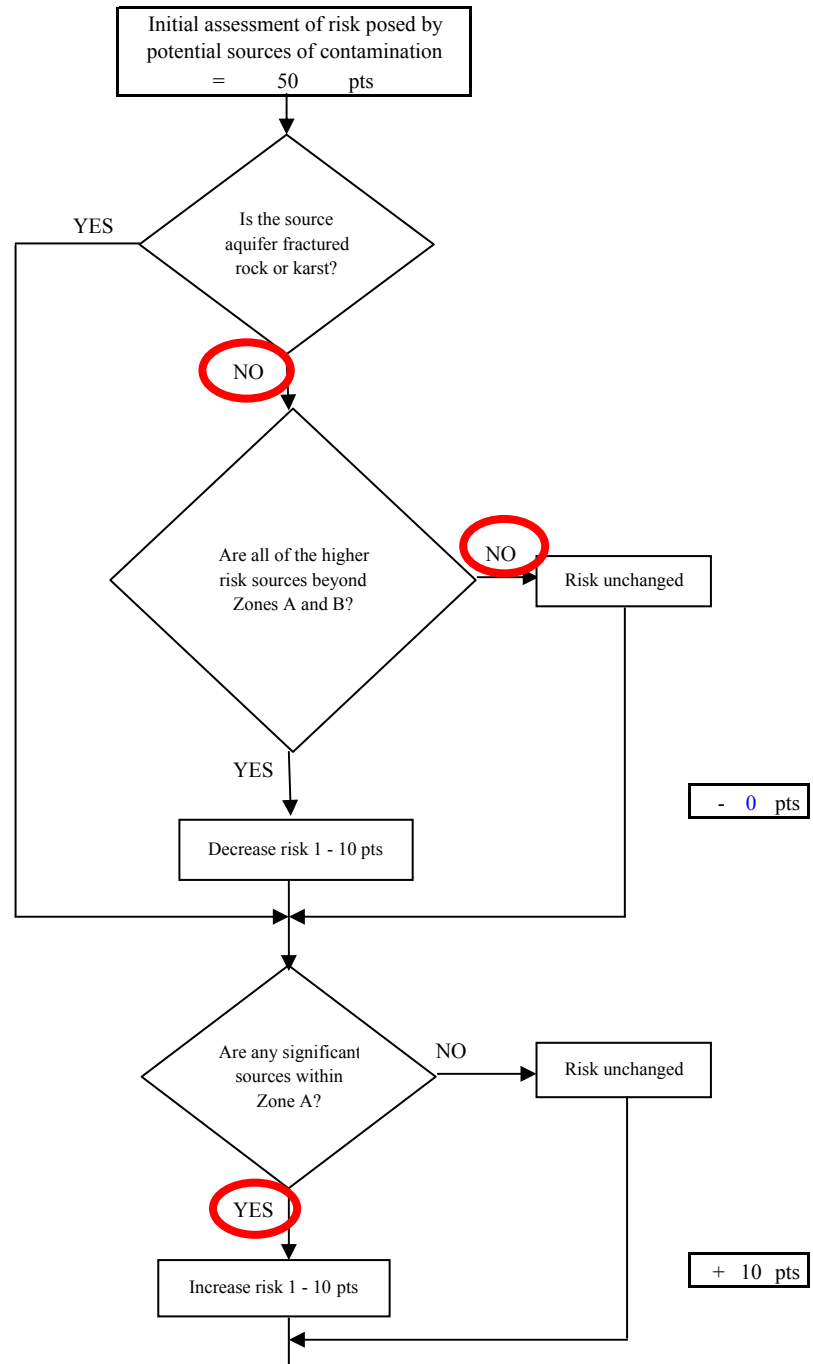 Initial assessment of risk posed by
potential sources of contamination
= 50 pts
YES
Is the source
aquifer fractured
rock or karst?
NO
Are all of the higher
risk sources beyond
Zones A and B?
NO
Risk unchanged
YES
- 0 pts
Decrease risk 1 - 10 pts
Are any significant
sources within
Zone A?
NO
Risk unchanged
YES
+ 10 pts
Increase risk 1 - 10 pts